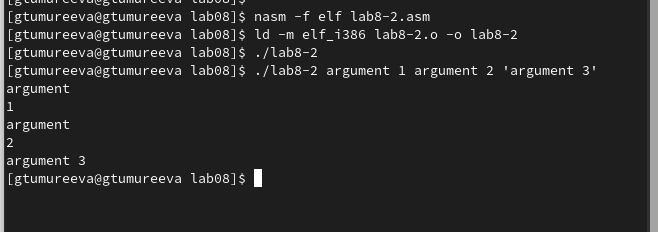 [gtumureeva@gtumureeva lab08]$ nasm -f elf lab8-2.asm
[gtumureeva@gtumureeva lab08]$ ld -m elf_i386 lab8-2.o -o lab8-2
[gtumureeva@gtumureeva lab08]$ ./lab8-2
[gtumureeva@gtumureeva lab08]$ ./lab8-2 argument 1 argument 2 'argument 3'
argument
1
argument
2
argument 3
[gtumureeva@gtumureeva lab08]$